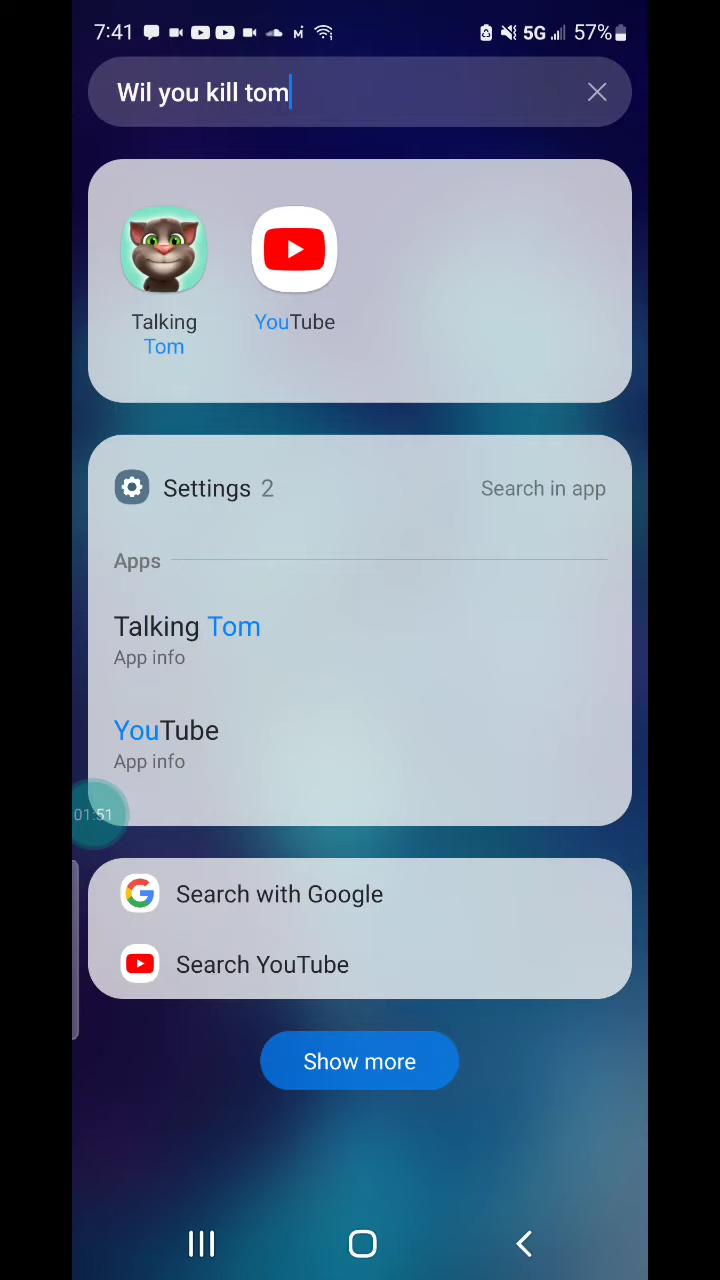 7:41 5G 57%
Wil you kill tom
Talking
Tom
YouTube
Settings 2 Search in app
Apps
Talking Tom
App info
YouTube
App info
01:51
Search with Google
Search YouTube
Show more